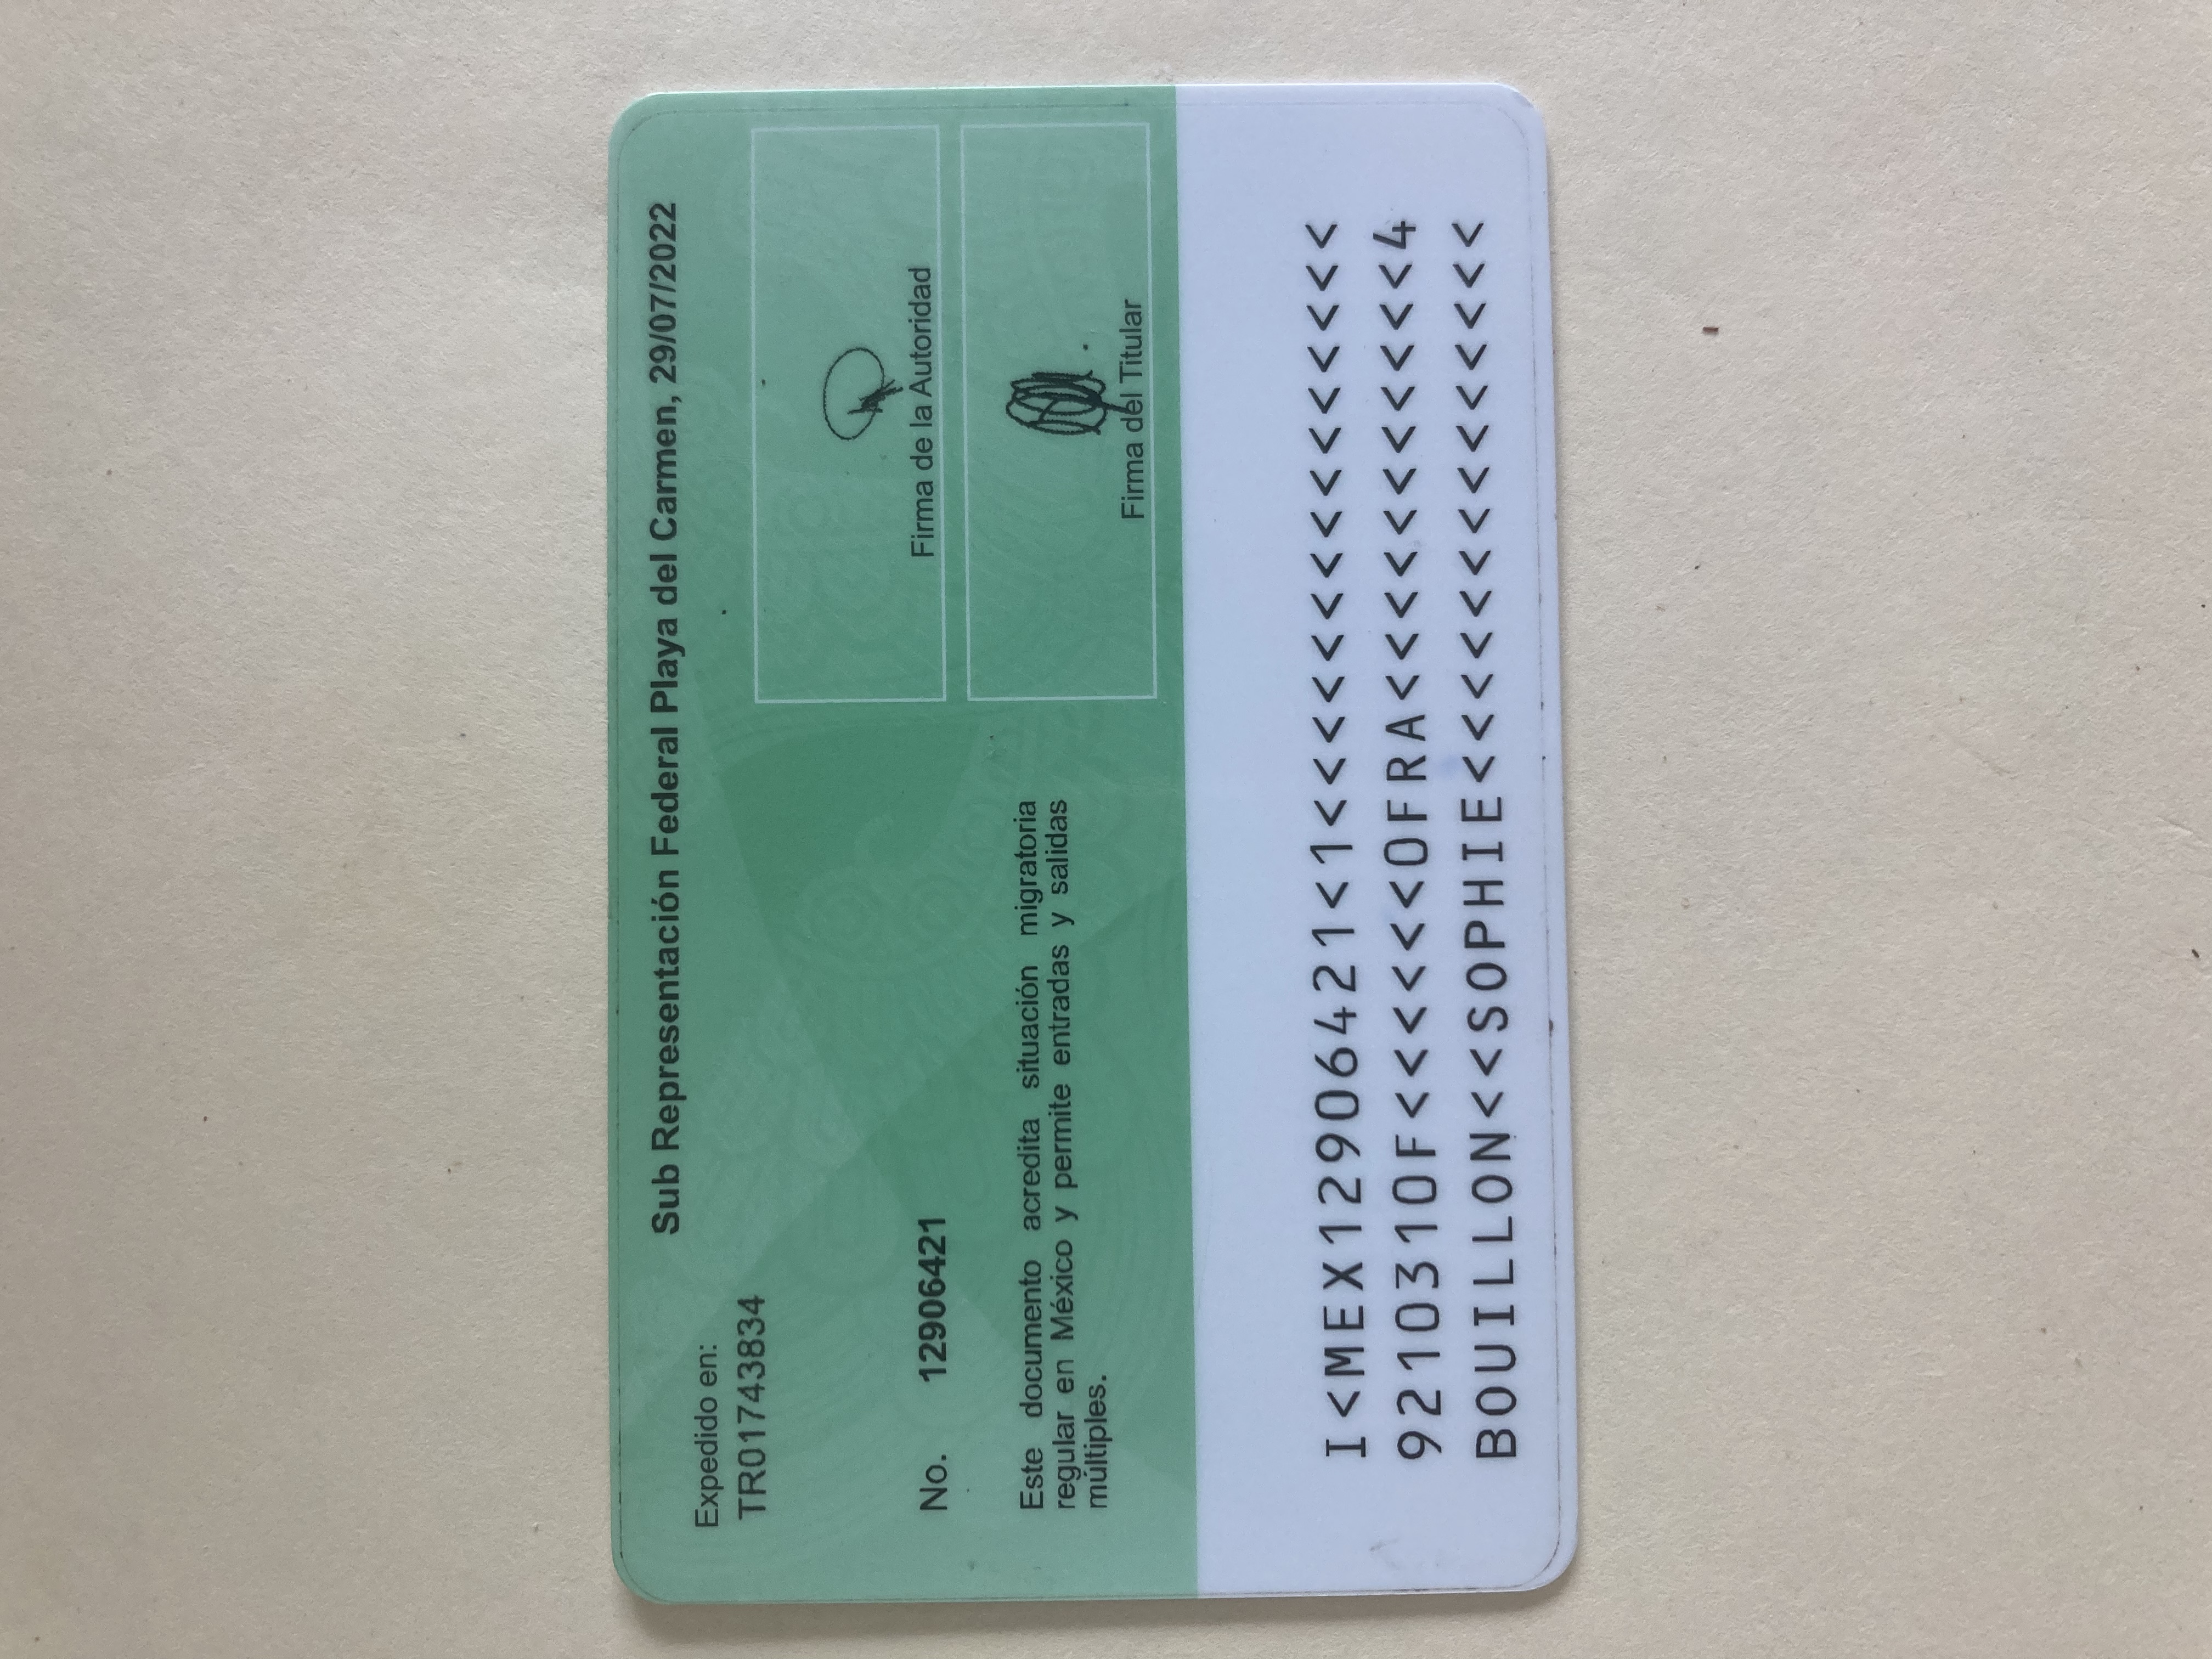 Expedido en:
Sub Representación Federal Playa del Carmen, 29/07/2022
TR01743834
No. 12906421
Este documento acredita situación migratoria
regular en México y permite entradas y salidas
múltiples.
Firma de la Autoridad
Firma del Titular
I<MEX12906421<1<<<<<<<<<<<<<<<
9210310F<<<<<<0FRA<<<<<<<<<<<4
BOUILLON<<SOPHIE<<<<<<<<<<<<<<